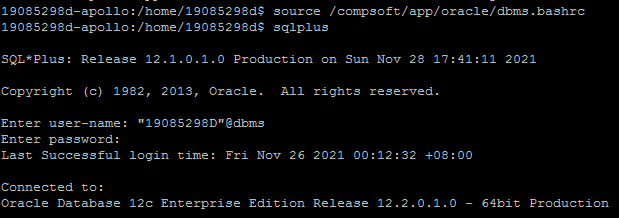 19085298d-apollo:/home/19085298d$ source /compsoft/app/oracle/dbms.bashrc
19085298d-apollo:/home/19085298d$ sqlplus
SQL*Plus: Release 12.1.0.1.0 Production on Sun Nov 28 17:41:11 2021
Copyright (c) 1982, 2013, Oracle.  All rights reserved.
Enter user-name: "19085298D"@dbms
Enter password:
Last Successful login time: Fri Nov 26 2021 00:12:32 +08:00
Connected to:
Oracle Database 12c Enterprise Edition Release 12.2.0.1.0 - 64bit Production